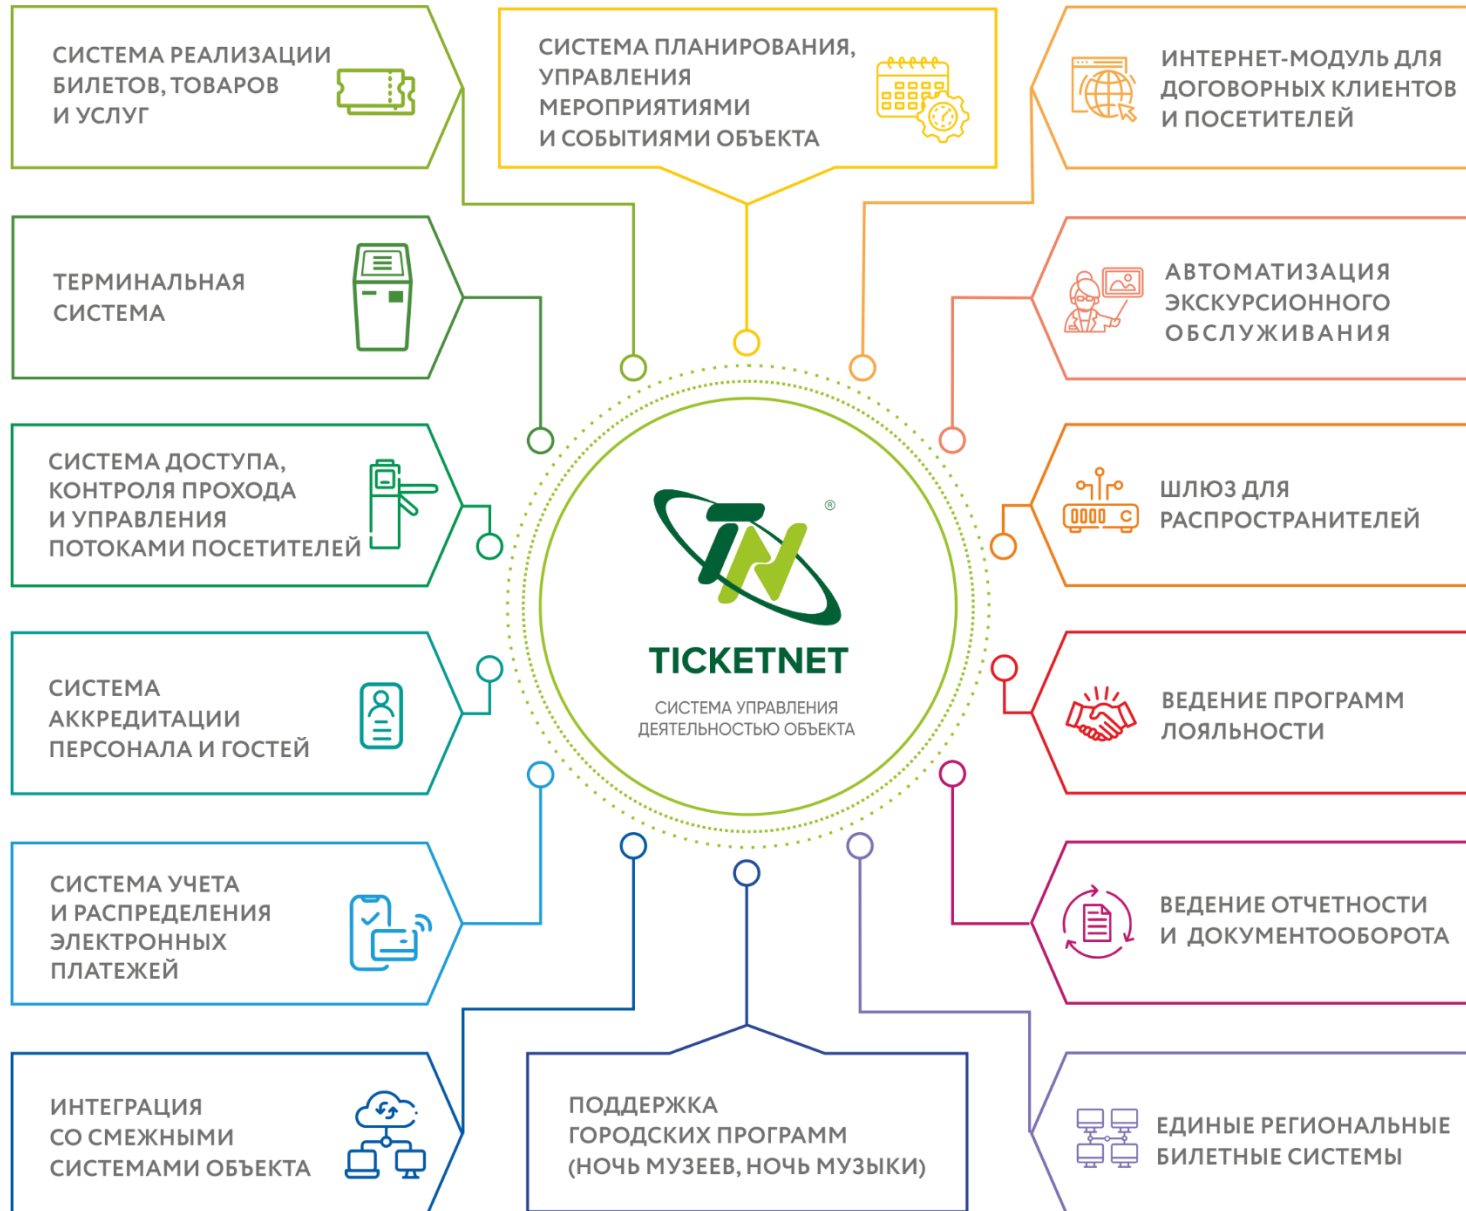 СИСТЕМА РЕАЛИЗАЦИИ
БИЛЕТОВ, ТОВАРОВ
И УСЛУГ
СИСТЕМА ПЛАНИРОВАНИЯ,
УПРАВЛЕНИЯ
МЕРОПРИЯТИЯМИ
И СОБЫТИЯМИ ОБЪЕКТА
ИНТЕРНЕТ-МОДУЛЬ ДЛЯ
ДОГОВОРНЫХ КЛИЕНТОВ
И ПОСЕТИТЕЛЕЙ
ТЕРМИНАЛЬНАЯ
СИСТЕМА
АВТОМАТИЗАЦИЯ
ЭКСКУРСИОННОГО
ОБСЛУЖИВАНИЯ
СИСТЕМА ДОСТУПА,
КОНТРОЛЯ ПРОХОДА
И УПРАВЛЕНИЯ
ПОТОКАМИ ПОСЕТИТЕЛЕЙ
ШЛЮЗ ДЛЯ
РАСПРОСТРАНИТЕЛЕЙ
TN ®
TICKETNET
СИСТЕМА УПРАВЛЕНИЯ
ДЕЯТЕЛЬНОСТЬЮ ОБЪЕКТА
СИСТЕМА
АККРЕДИТАЦИИ
ПЕРСОНАЛА И ГОСТЕЙ
ВЕДЕНИЕ ПРОГРАММ
ЛОЯЛЬНОСТИ
СИСТЕМА УЧЕТА
И РАСПРЕДЕЛЕНИЯ
ЭЛЕКТРОННЫХ
ПЛАТЕЖЕЙ
ВЕДЕНИЕ ОТЧЕТНОСТИ
И ДОКУМЕНТООБОРОТА
ИНТЕГРАЦИЯ
СО СМЕЖНЫМИ
СИСТЕМАМИ ОБЪЕКТА
ПОДДЕРЖКА
ГОРОДСКИХ ПРОГРАММ
(НОЧЬ МУЗЕЕВ, НОЧЬ МУЗЫКИ)
ЕДИНЫЕ РЕГИОНАЛЬНЫЕ
БИЛЕТНЫЕ СИСТЕМЫ